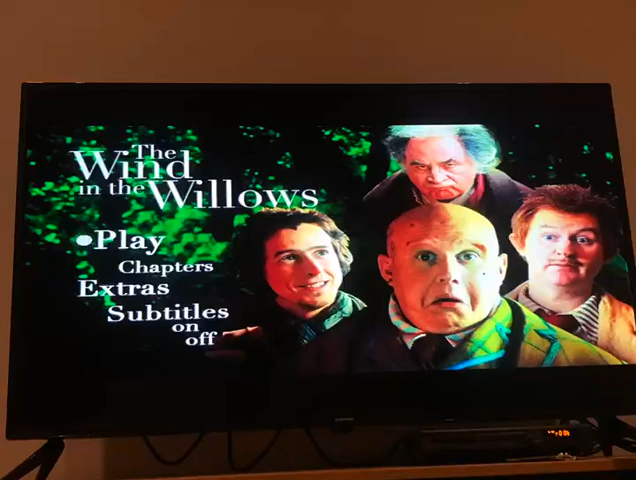 The
Wind
in the Willows
Play
Chapters
Extras
Subtitles
on
off